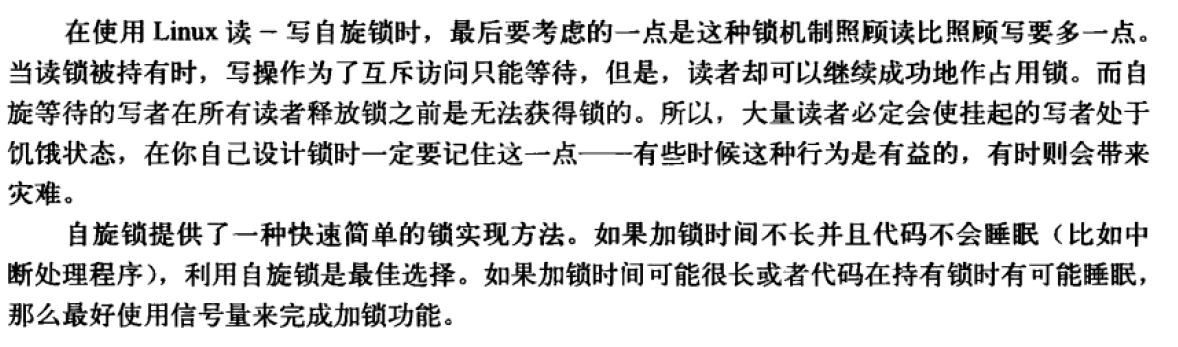 在使用 Linux 读 – 写自旋锁时，最后要考虑的一点是这种锁机制照顾读比照顾写要多一点。
当读锁被持有时，写操作为了互斥访问只能等待，但是，读者却可以继续成功地作占用锁。而自
旋等待的写者在所有读者释放锁之前是无法获得锁的。所以，大量读者必定会使挂起的写者处于
饥饿状态，在你自己设计锁时一定要记住这一点——有些时候这种行为是有益的，有时则会带来
灾难。
自旋锁提供了一种快速简单的锁实现方法。如果加锁时间不长并且代码不会睡眠（比如中
断处理程序），利用自旋锁是最佳选择。如果加锁时间可能很长或者代码在持有锁时有可能睡眠，
那么最好使用信号量来完成加锁功能。